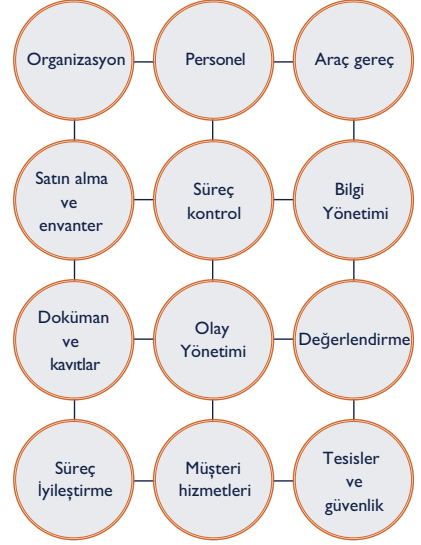 Organizasyon
Personel
Araç gereç
Satın alma
ve
envanter
Süreç
kontrol
Bilgi
Yönetimi
Doküman
ve
kavıtlar
Olay
Yönetimi
Değerlendirme
Süreç
İyileştirme
Müşteri
hizmetleri
Tesisler
ve
güvenlik